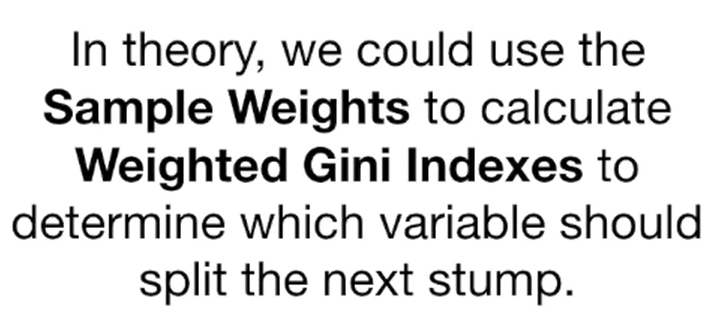 In theory, we could use the
Sample Weights to calculate
Weighted Gini Indexes to
determine which variable should
split the next stump.